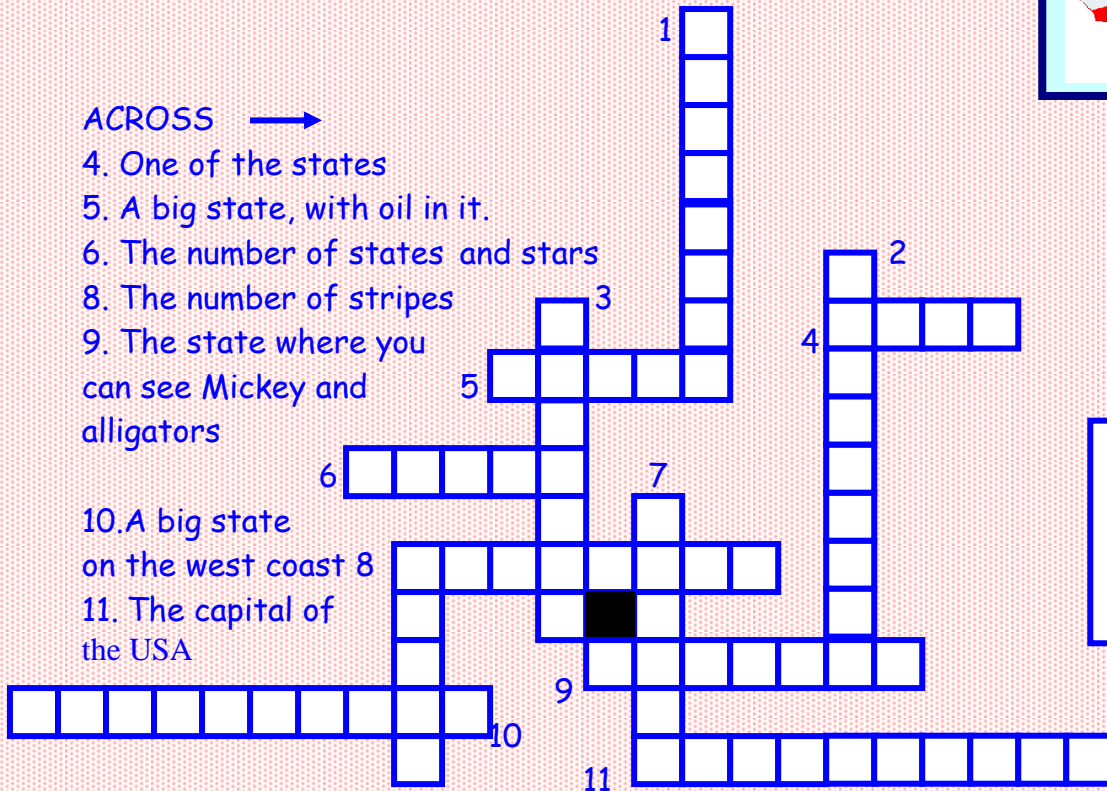 1
ACROSS
4. One of the states
5. A big state, with oil in it.
6. The number of states and stars
2
8. The number of stripes
3
9. The state where you
4
can see Mickey and
5
alligators
6
7
10.A big state
on the west coast 8
11. The capital of
the USA
9
10
11